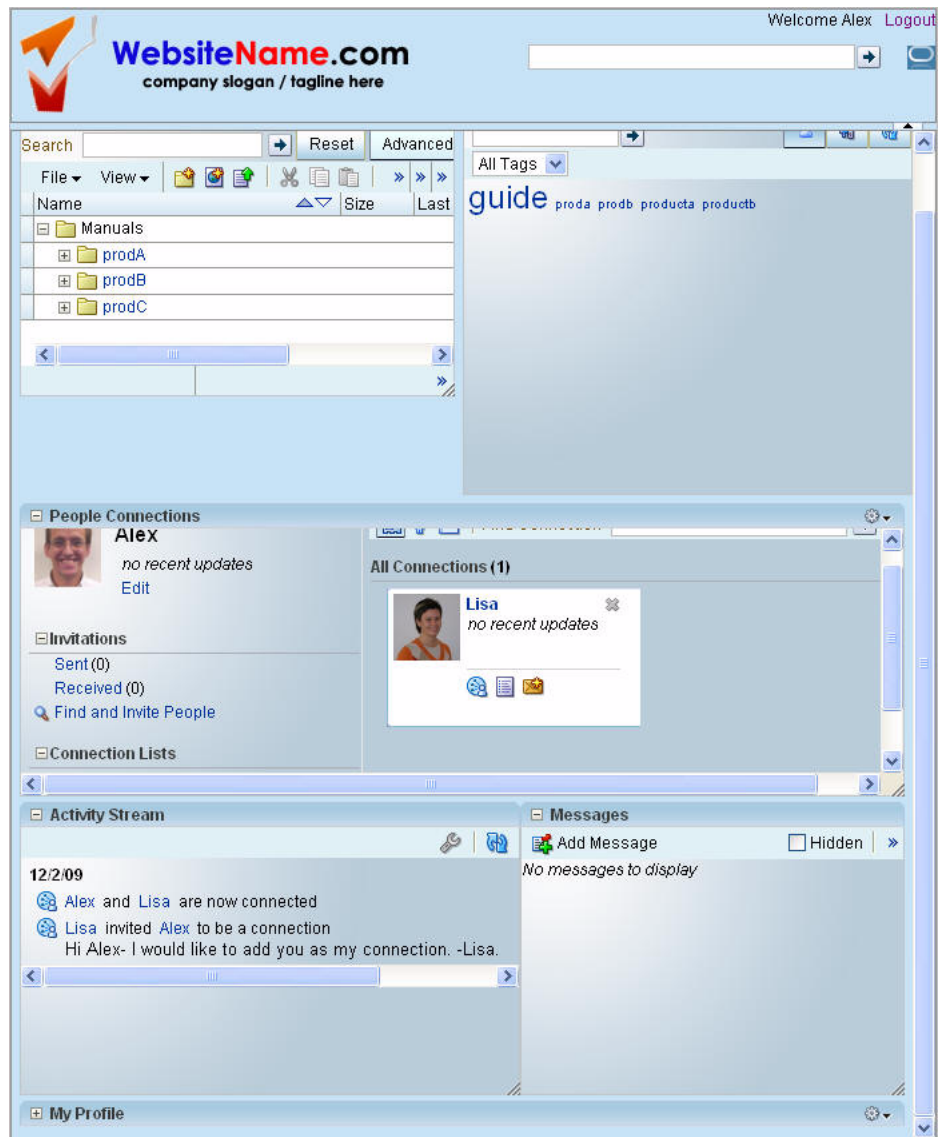 Welcome Alex Logout
WebsiteName.com
company slogan / tagline here
Search Reset Advanced
File View » » »
Name Size Last
Manuals
prodA
prodB
prodC
»
All Tags
guide proda prodb producta productb
People Connections
Alex
no recent updates
Edit
Invitations
Sent (0)
Received (0)
Find and Invite People
Connection Lists
All Connections (1)
Lisa
no recent updates
Activity Stream
12/2/09
Alex and Lisa are now connected
Lisa invited Alex to be a connection
Hi Alex- I would like to add you as my connection. -Lisa.
Messages
Add Message Hidden »
No messages to display
My Profile